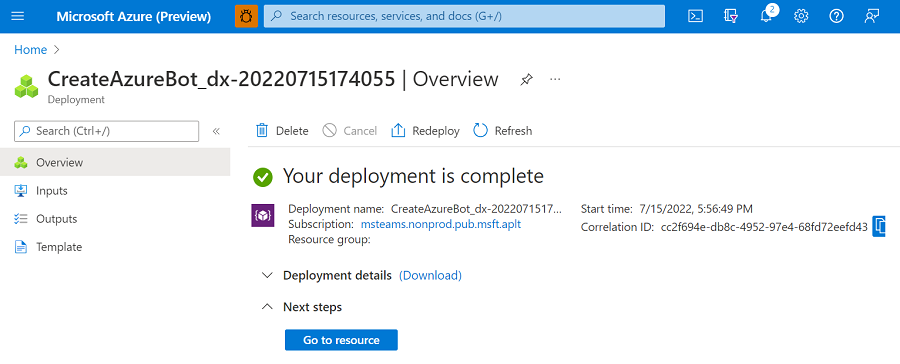 Microsoft Azure (Preview)
Search resources, services, and docs (G+/)
2
Home
CreateAzureBot_dx-20220715174055 | Overview
Deployment
Search (Ctrl+/)
Delete
Cancel
Redeploy
Refresh
Overview
Inputs
Outputs
Template
Your deployment is complete
Deployment name: CreateAzureBot_dx-2022071517...
Subscription: msteams.nonprod.pub.msft.aplt
Resource group:
Start time: 7/15/2022, 5:56:49 PM
Correlation ID: cc2f694e-db8c-4952-97e4-68fd72eefd43
Deployment details (Download)
Next steps
Go to resource